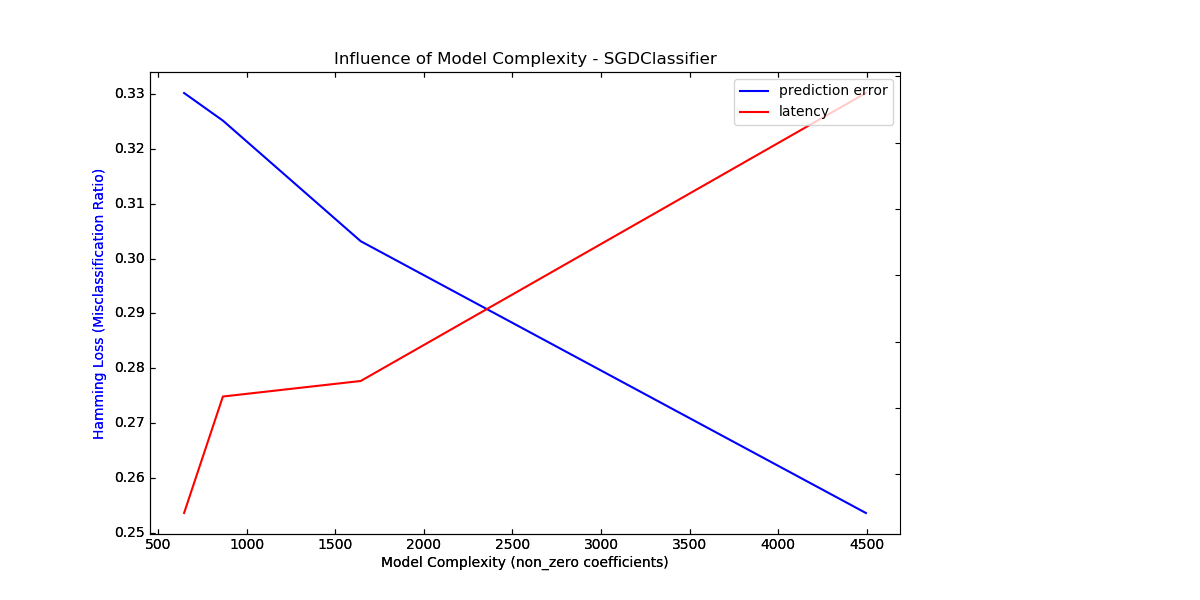 Influence of Model Complexity - SGDClassifier
prediction error
latency
Hamming Loss (Misclassification Ratio)
0.33
0.32
0.31
0.30
0.29
0.28
0.27
0.26
0.25
500 1000 1500 2000 2500 3000 3500 4000 4500
Model Complexity (non_zero coefficients)